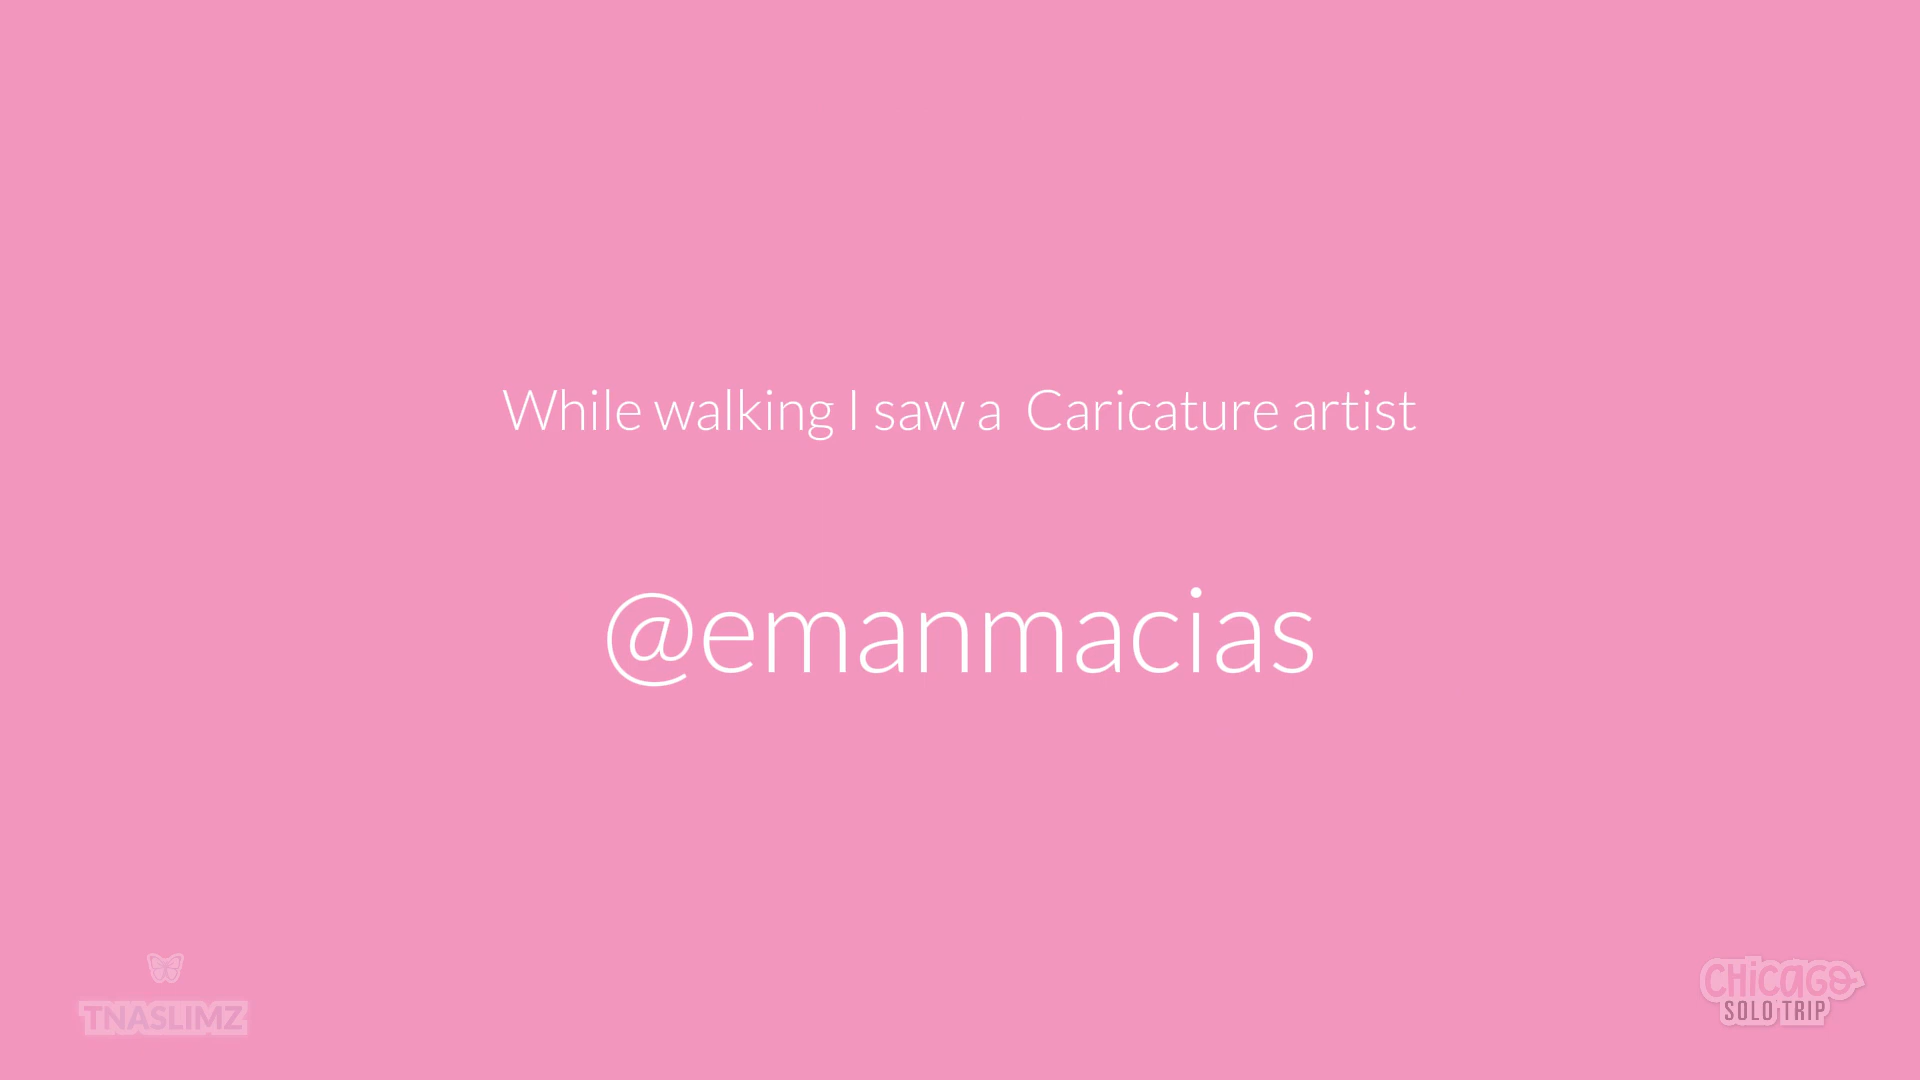 While walking I saw a  Caricature artist
@emanmacias
TNASLIMZ
CHicaGo
SOLO TRIP